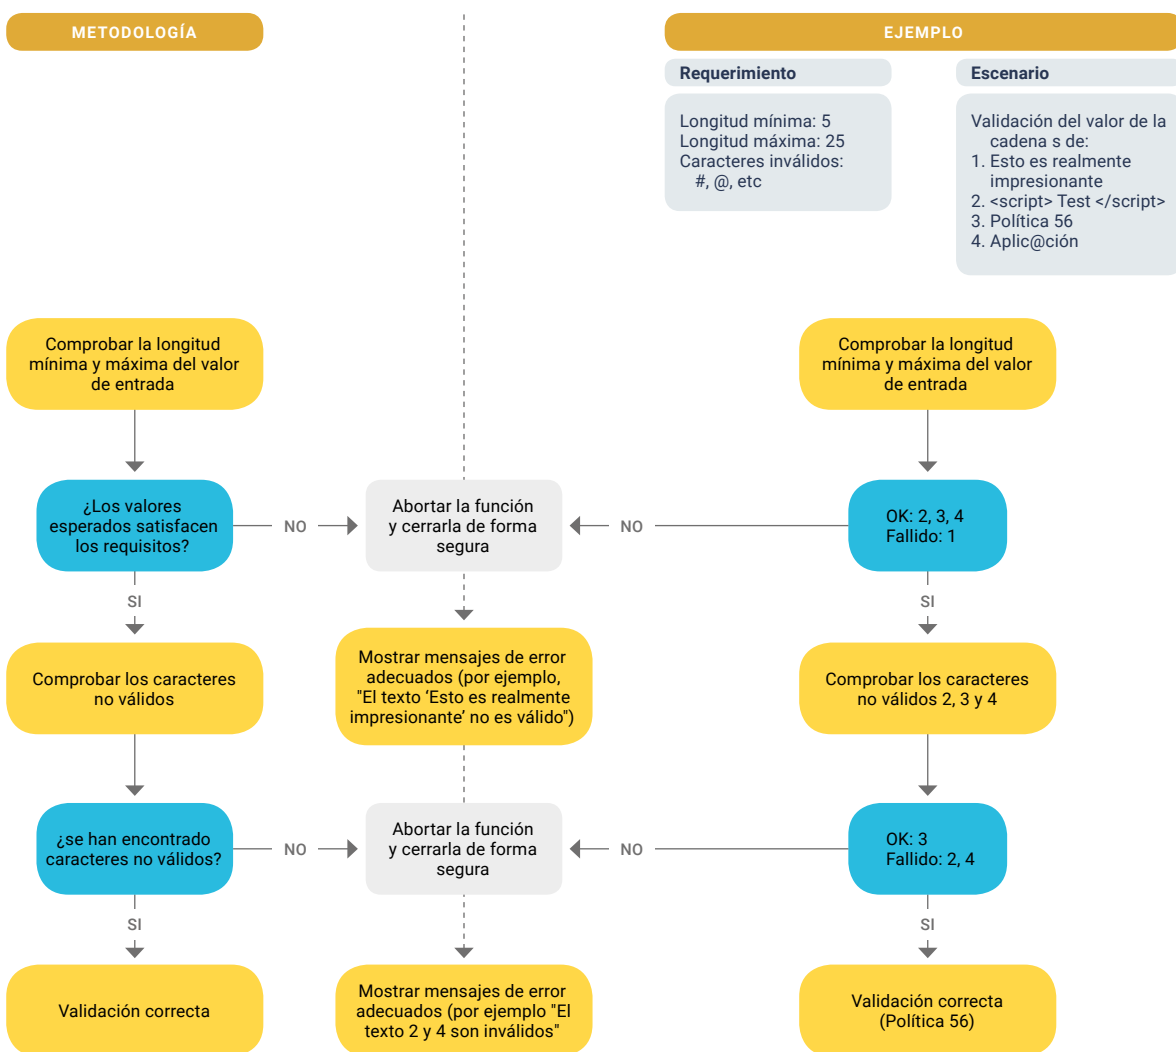 METODOLOGÍA
EJEMPLO
Requerimiento
Longitud mínima: 5
Longitud máxima: 25
Caracteres inválidos:
#, @, etc
Escenario
Validación del valor de la
cadena s de:
1. Esto es realmente
impresionante
2. <script> Test </script>
3. Política 56
4. Aplic@ción
Comprobar la longitud
mínima y máxima del valor
de entrada
Comprobar la longitud
mínima y máxima del valor
de entrada
¿Los valores
esperados satisfacen
los requisitos?
NO
Abortar la función
y cerrarla de forma
segura
NO
OK: 2, 3, 4
Fallido: 1
SI
SI
Comprobar los caracteres
no válidos
Mostrar mensajes de error
adecuados (por ejemplo,
"El texto ‘Esto es realmente
impresionante’ no es válido")
Comprobar los caracteres
no válidos 2, 3 y 4
¿se han encontrado
caracteres no válidos?
NO
Abortar la función
y cerrarla de forma
segura
NO
OK: 3
Fallido: 2, 4
SI
SI
Validación correcta
Mostrar mensajes de error
adecuados (por ejemplo "El
texto 2 y 4 son inválidos"
Validación correcta
(Política 56)